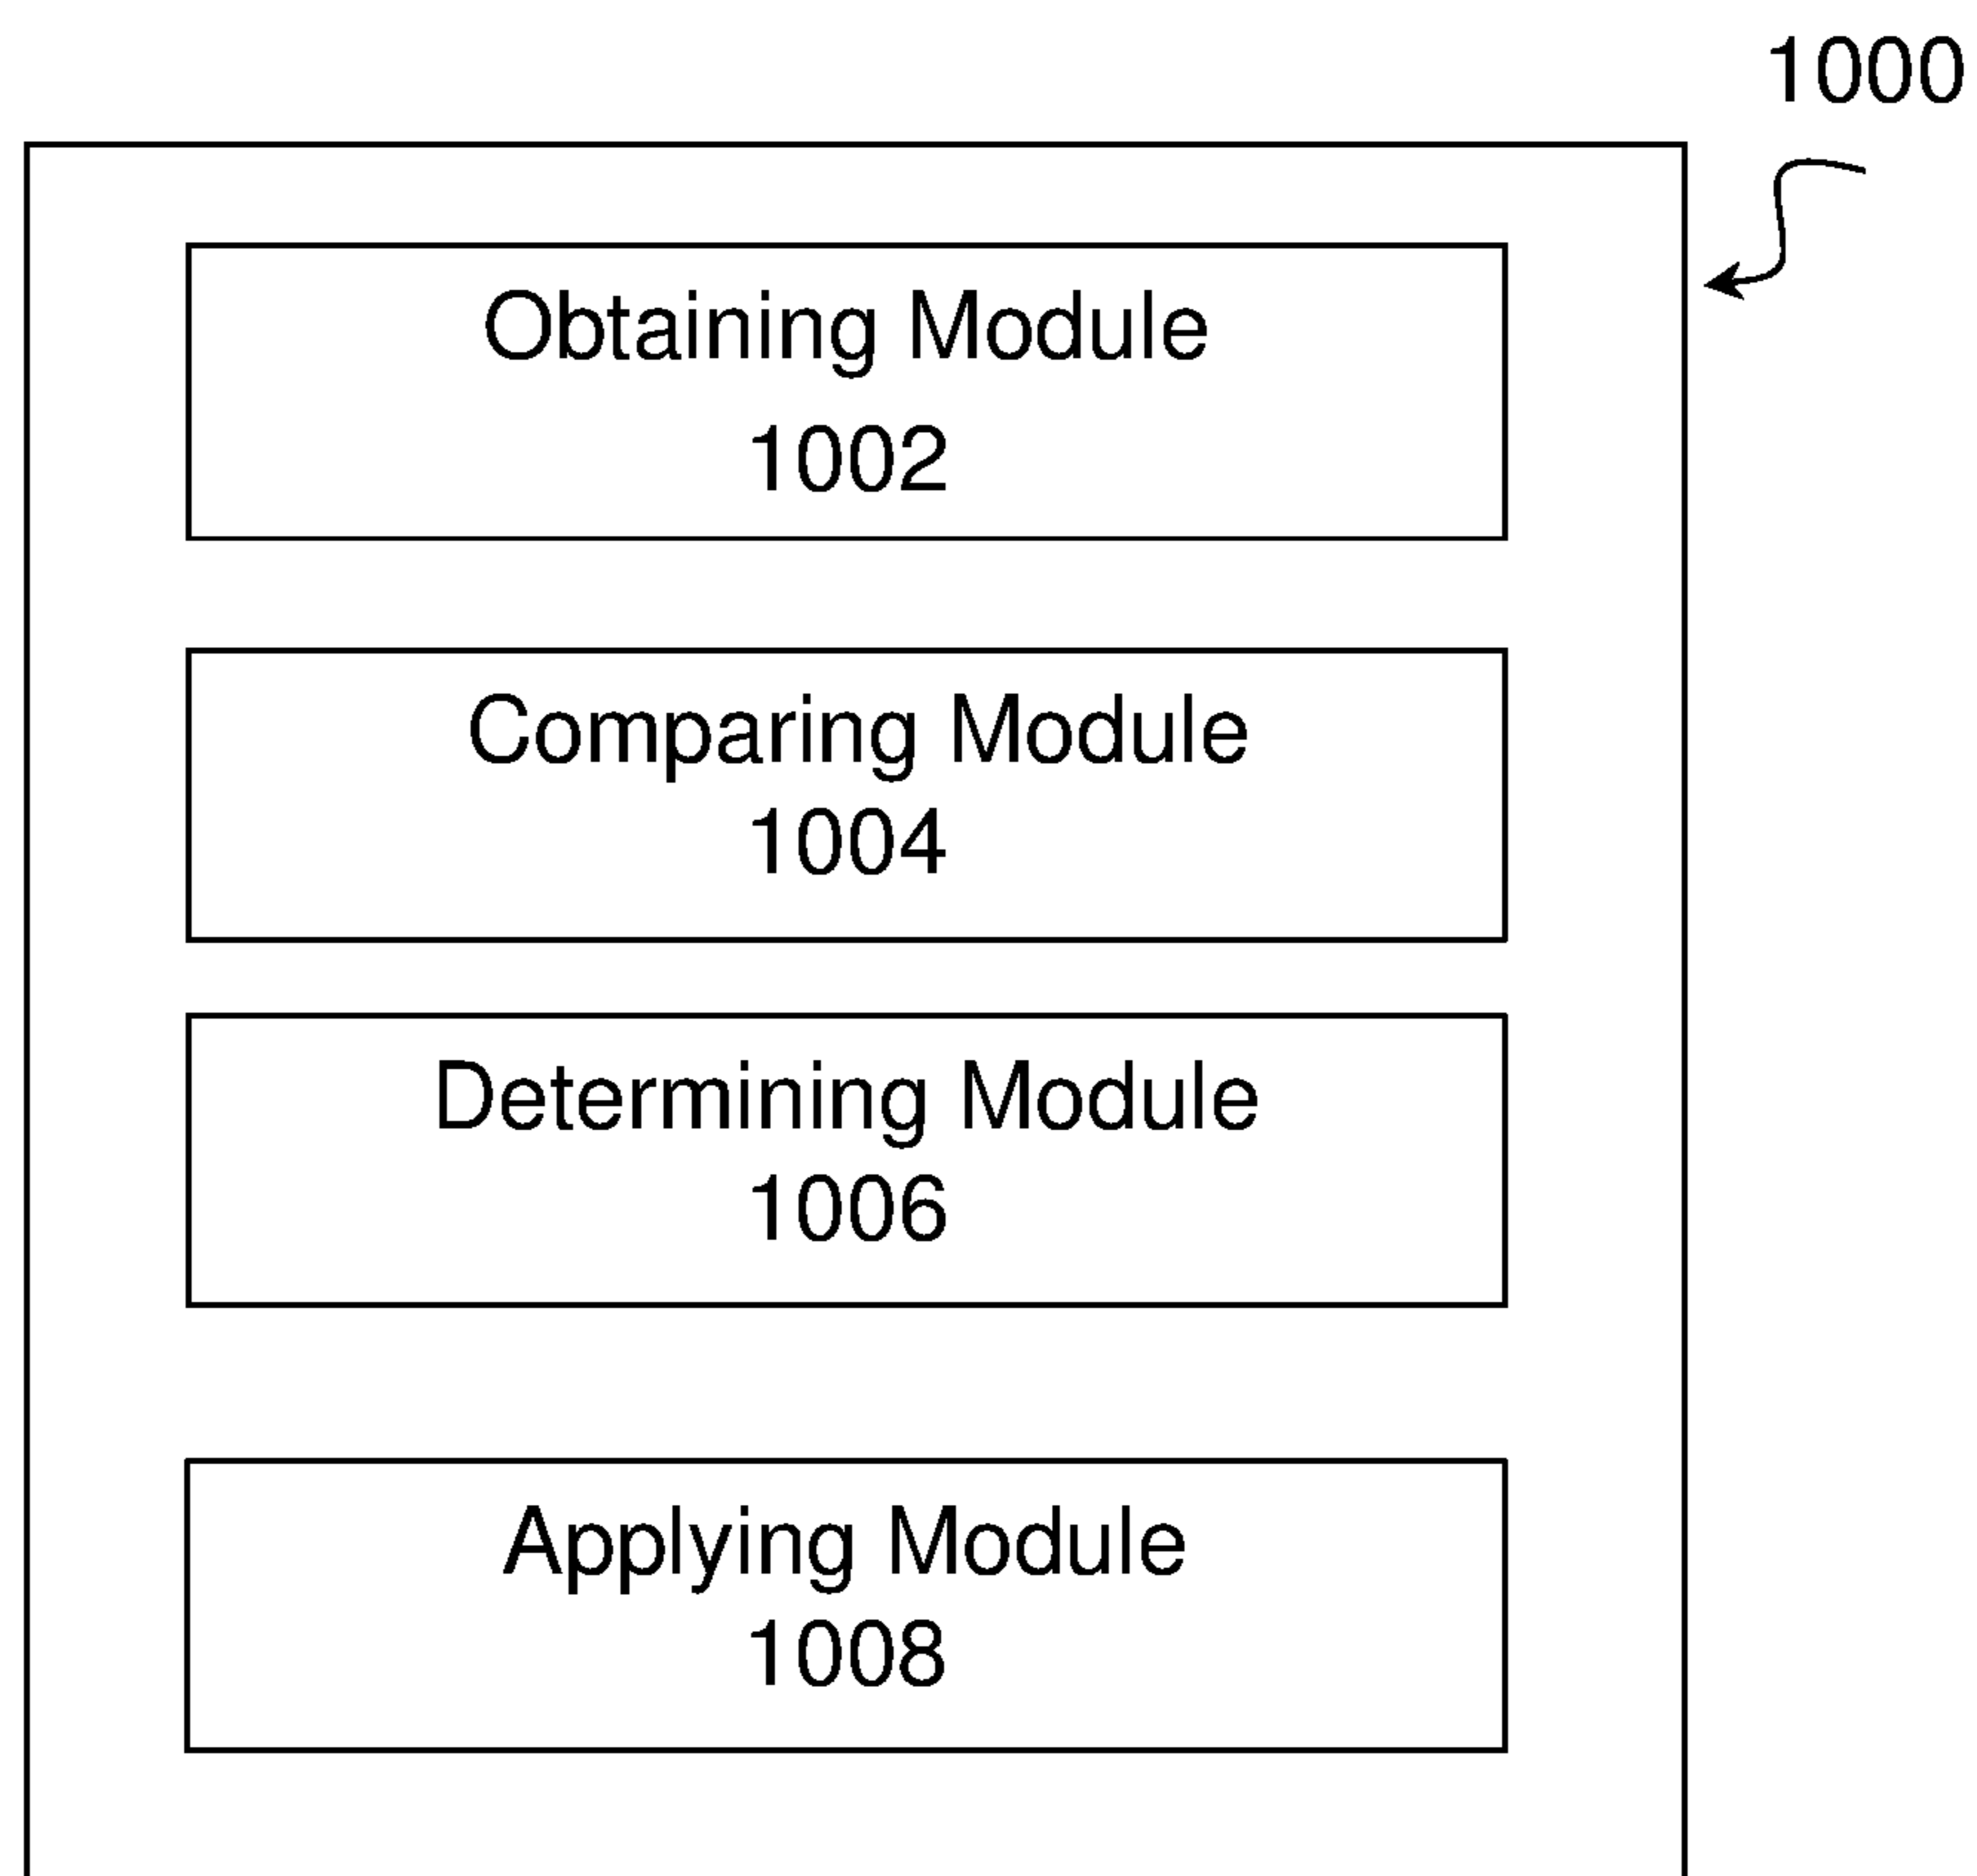 1000
Obtaining Module
1002
Comparing Module
1004
Determining Module
1006
Applying Module
1008